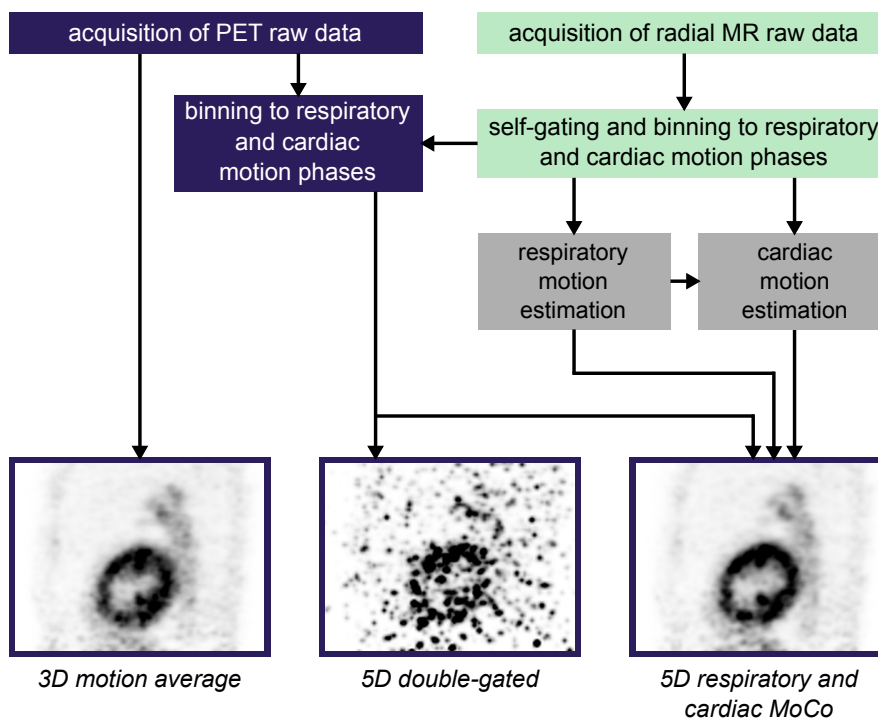 acquisition of PET raw data
acquisition of radial MR raw data
binning to respiratory
and cardiac
motion phases
self-gating and binning to respiratory
and cardiac motion phases
respiratory
motion
estimation
cardiac
motion
estimation
3D motion average
5D double-gated
5D respiratory and
cardiac MoCo